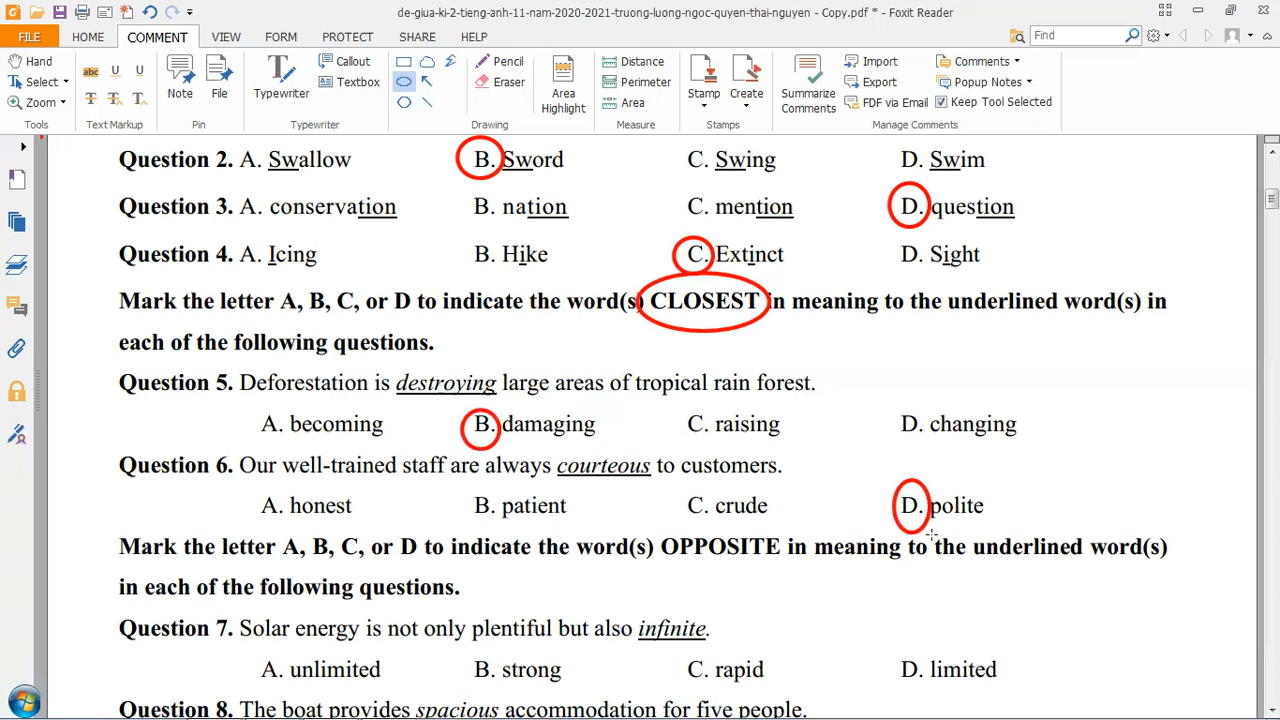 de-giua-ki-2-tieng-anh-11-nam-2020-2021-truong-luong-ngoc-quyen-thai-nguyen - Copy.pdf * - Foxit Reader
FILE HOME COMMENT VIEW FORM PROTECT SHARE HELP Find
Hand Callout Pencil Distance Import Comments
Select Textbox Eraser Perimeter Export Popup Notes
Zoom Note File Typewriter Area Highlight Area Stamp Create Summarize Comments FDF via Email Keep Tool Selected
Tools Text Markup Pin Typewriter Drawing Measure Stamps Manage Comments
Question 2. A. Swallow B. Sword C. Swing D. Swim
Question 3. A. conservation B. nation C. mention D. question
Question 4. A. Icing B. Hike C. Extinct D. Sight
Mark the letter A, B, C, or D to indicate the word(s) CLOSEST in meaning to the underlined word(s) in
each of the following questions.
Question 5. Deforestation is destroying large areas of tropical rain forest.
A. becoming B. damaging C. raising D. changing
Question 6. Our well-trained staff are always courteous to customers.
A. honest B. patient C. crude D. polite
Mark the letter A, B, C, or D to indicate the word(s) OPPOSITE in meaning to the underlined word(s)
in each of the following questions.
Question 7. Solar energy is not only plentiful but also infinite.
A. unlimited B. strong C. rapid D. limited
Question 8. The boat provides spacious accommodation for five people.